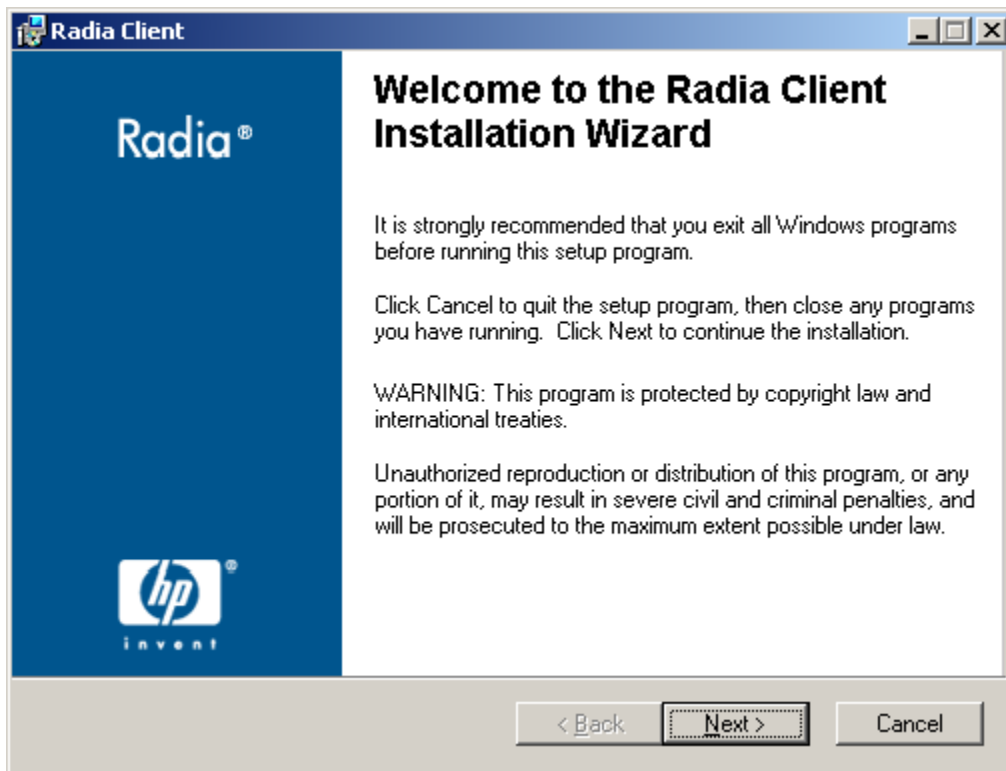 Radia Client
Radia®
Welcome to the Radia Client
Installation Wizard
It is strongly recommended that you exit all Windows programs
before running this setup program.
Click Cancel to quit the setup program, then close any programs
you have running.  Click Next to continue the installation.
WARNING: This program is protected by copyright law and
international treaties.
Unauthorized reproduction or distribution of this program, or any
portion of it, may result in severe civil and criminal penalties, and
will be prosecuted to the maximum extent possible under law.
hp®
invent
< Back
Next >
Cancel